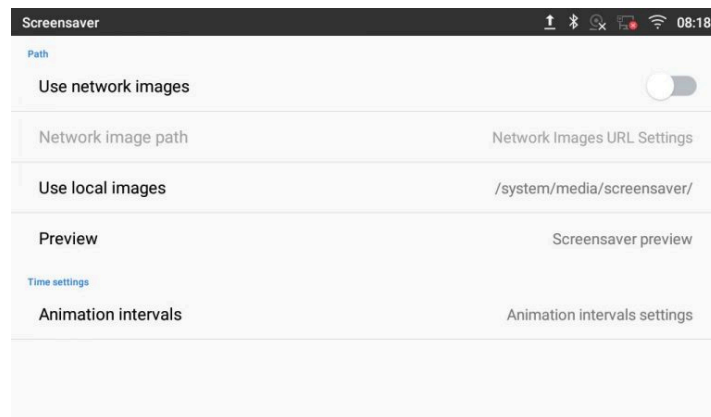 Screensaver 08:18
Path
Use network images
Network image path Network Images URL Settings
Use local images /system/media/screensaver/
Preview Screensaver preview
Time settings
Animation intervals Animation intervals settings